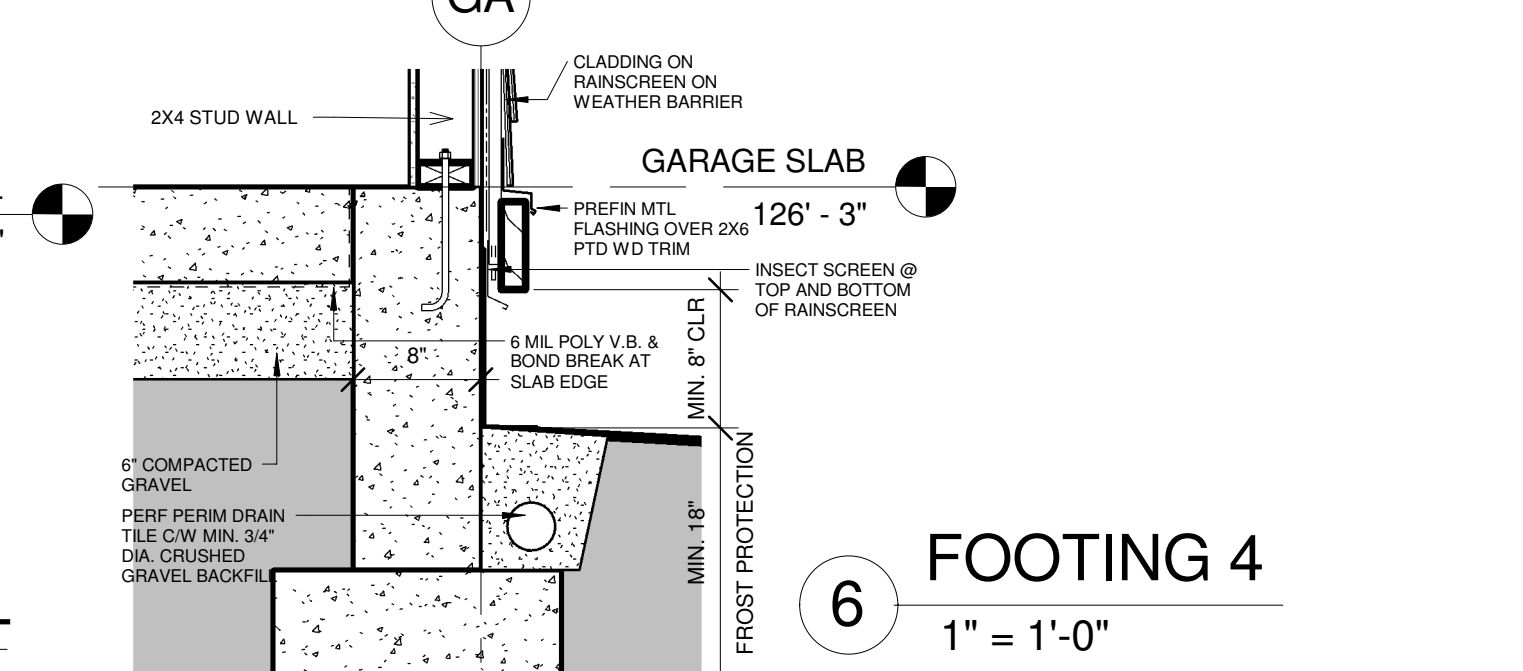 GA
CLADDING ON
RAINSCREEN ON
WEATHER BARRIER
2X4 STUD WALL
GARAGE SLAB
126' - 3"
PREFIN MTL
FLASHING OVER 2X6
PTD WD TRIM
INSECT SCREEN @
TOP AND BOTTOM
OF RAINSCREEN
MIN. 8" CLR
6 MIL POLY V.B. &
BOND BREAK AT
SLAB EDGE
8"
6" COMPACTED
GRAVEL
PERF PERIM DRAIN
TILE C/W MIN. 3/4"
DIA. CRUSHED
GRAVEL BACKFILL
MIN. 18"
FROST PROTECTION
6
FOOTING 4
1" = 1'-0"